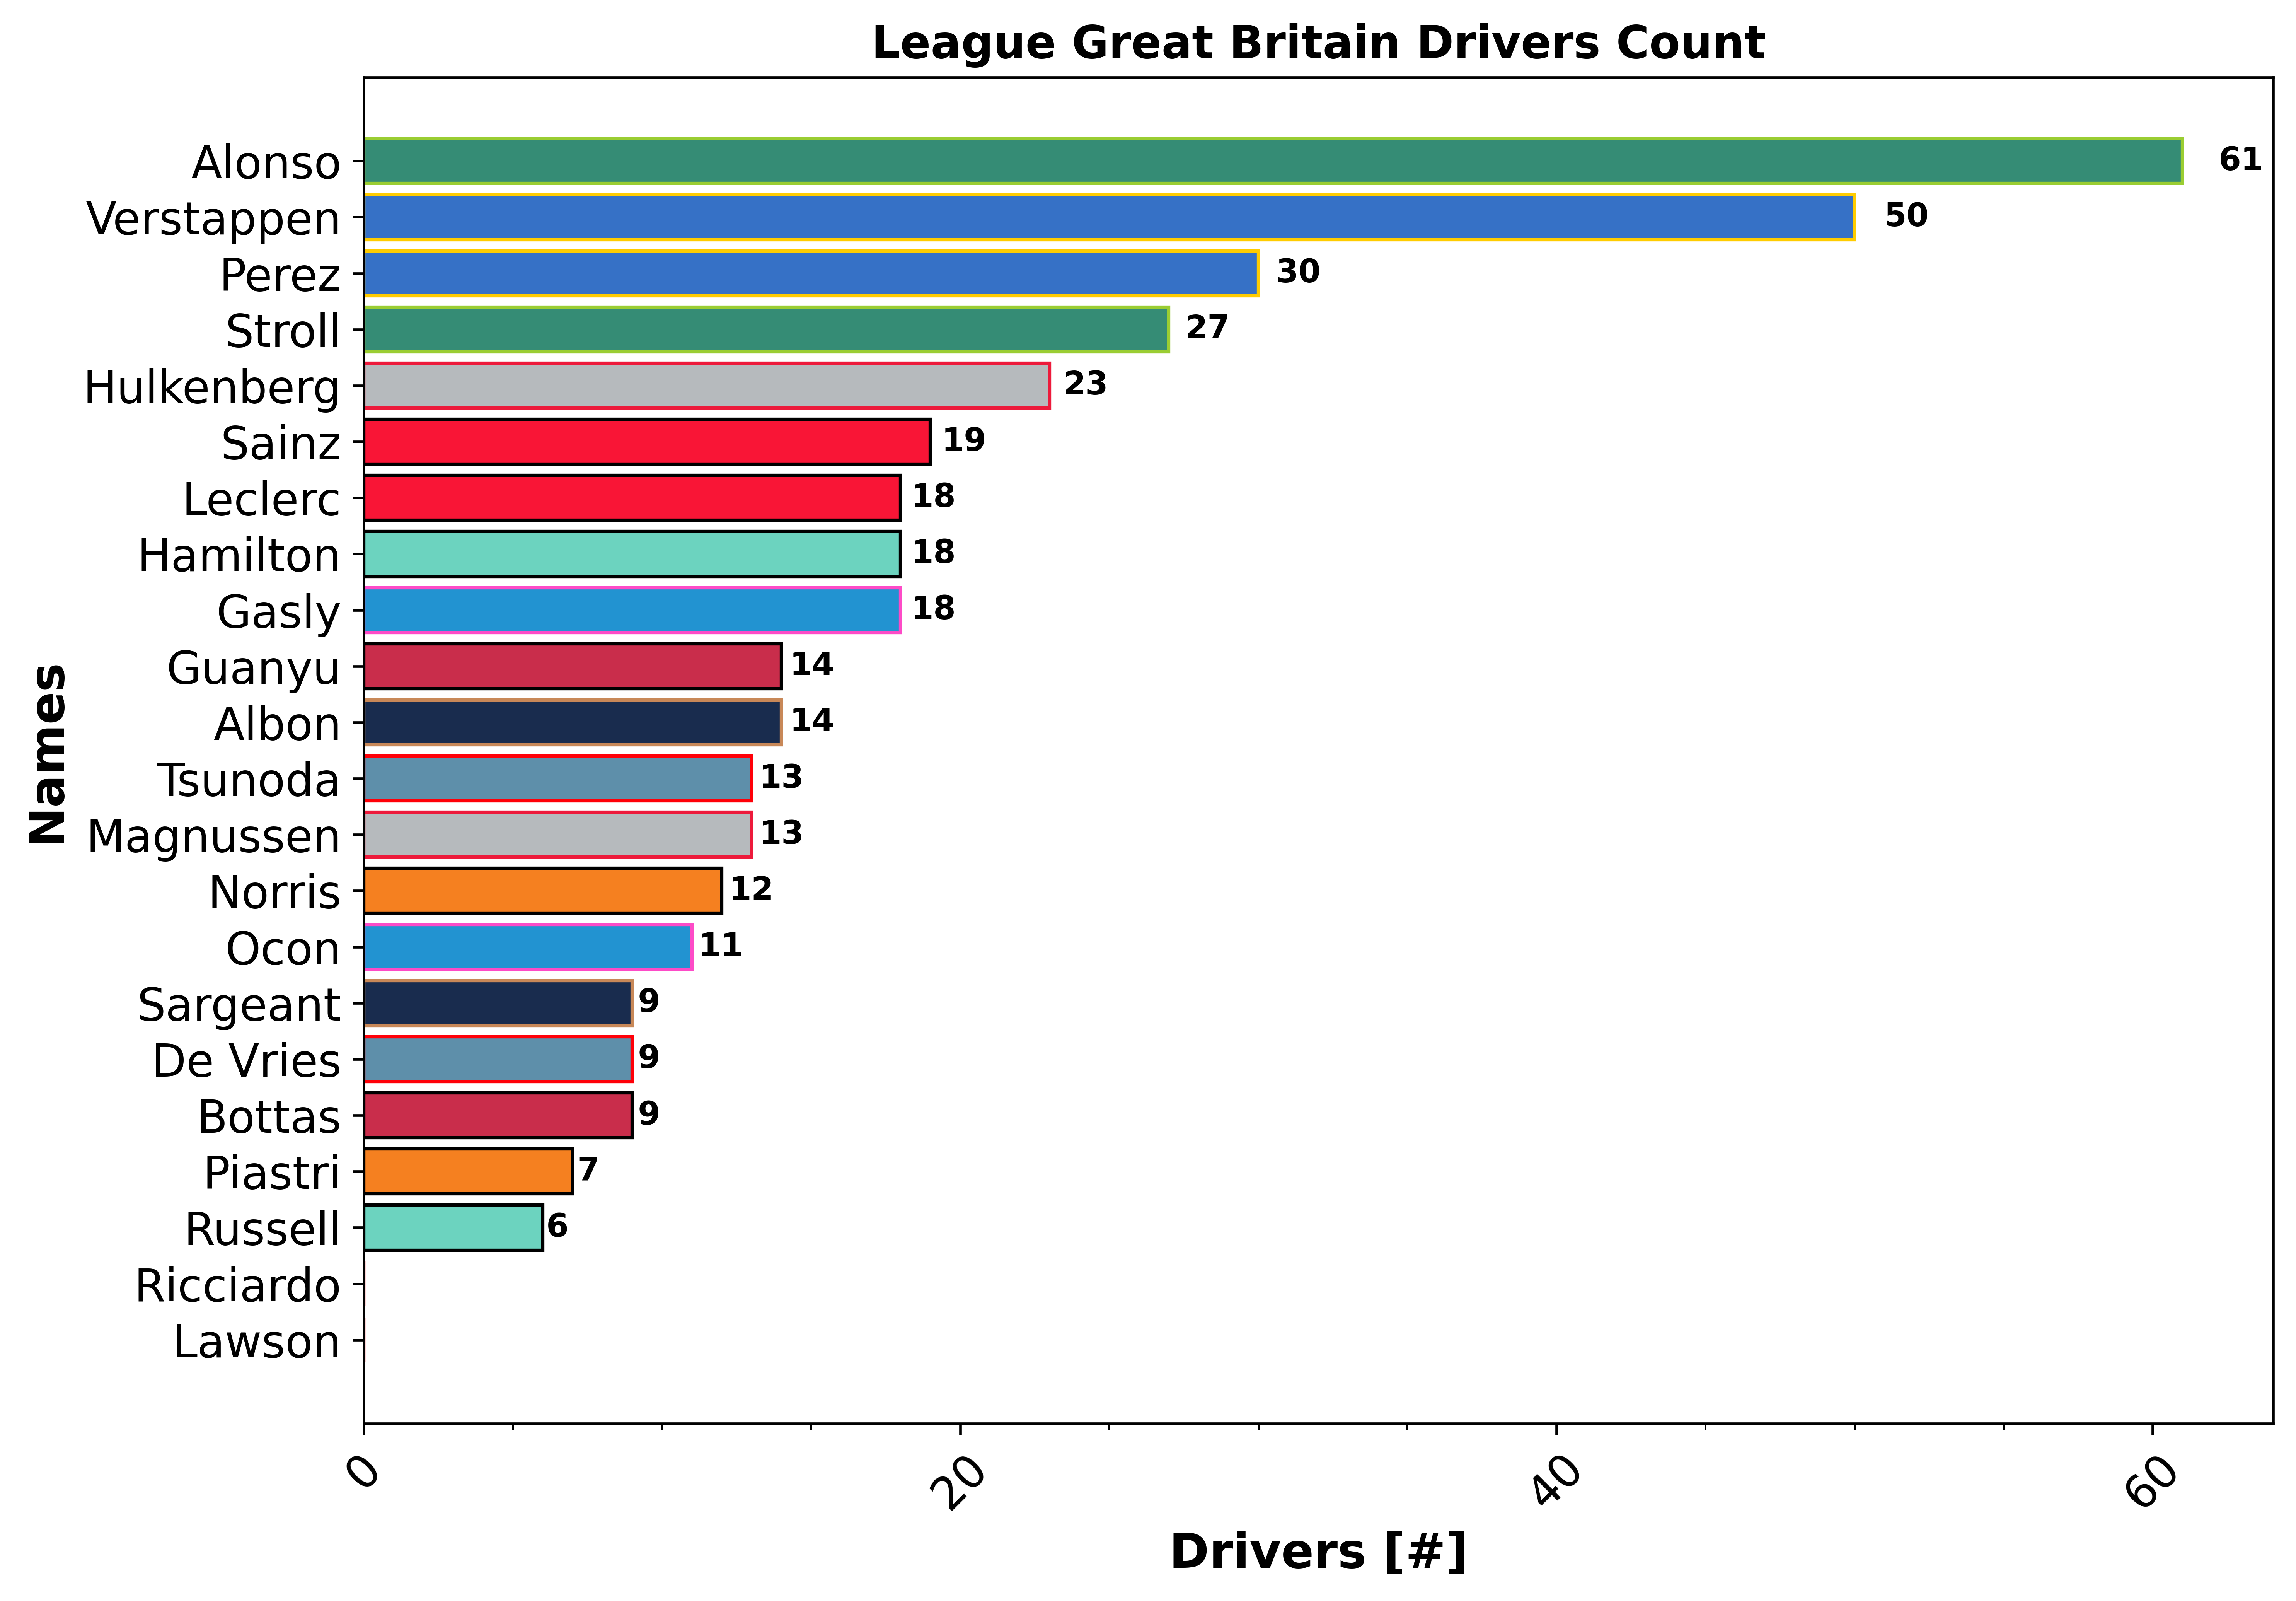 League Great Britain Drivers Count
Names
Alonso 61
Verstappen 50
Perez 30
Stroll 27
Hulkenberg 23
Sainz 19
Leclerc 18
Hamilton 18
Gasly 18
Guanyu 14
Albon 14
Tsunoda 13
Magnussen 13
Norris 12
Ocon 11
Sargeant 9
De Vries 9
Bottas 9
Piastri 7
Russell 6
Ricciardo
Lawson
0 20 40 60
Drivers [#]